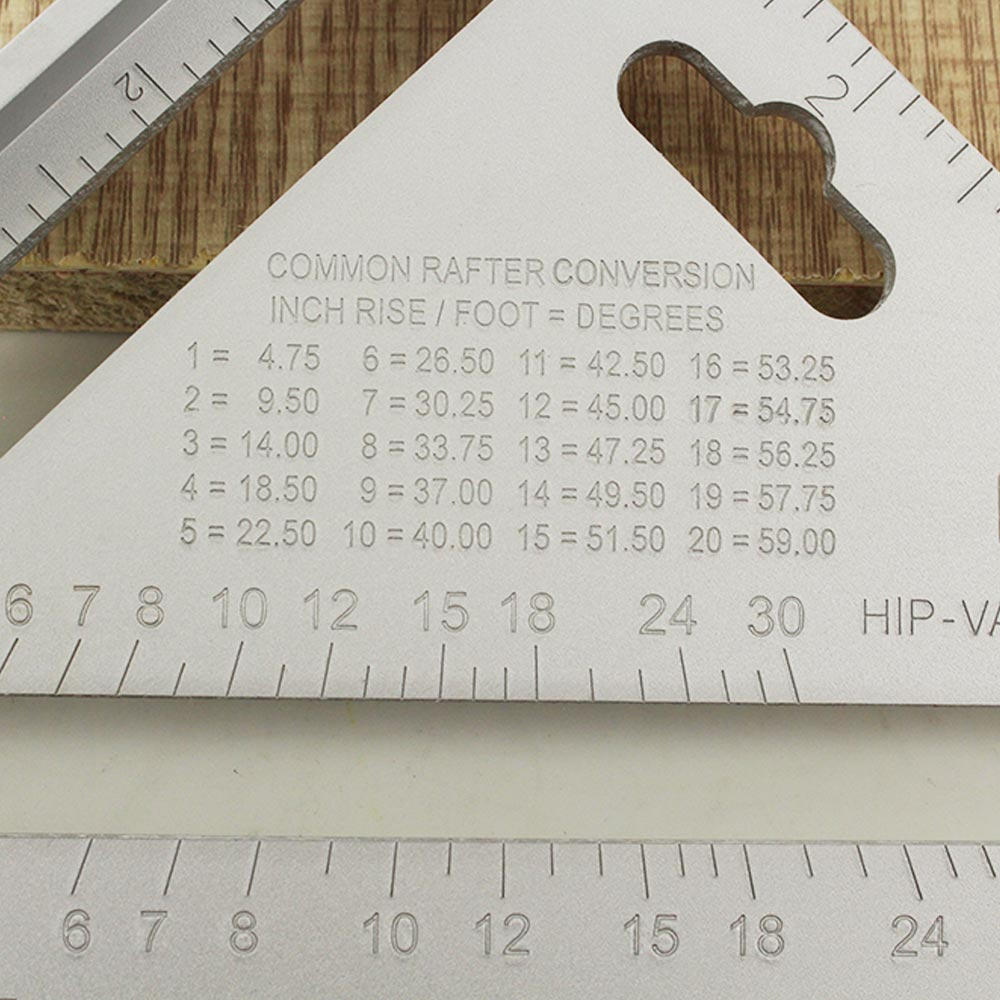 2
2
COMMON RAFTER CONVERSION
INCH RISE / FOOT = DEGREES
1 = 4.75 6 = 26.50 11 = 42.50 16 = 53.25
2 = 9.50 7 = 30.25 12 = 45.00 17 = 54.75
3 = 14.00 8 = 33.75 13 = 47.25 18 = 56.25
4 = 18.50 9 = 37.00 14 = 49.50 19 = 57.75
5 = 22.50 10 = 40.00 15 = 51.50 20 = 59.00
6 7 8 10 12 15 18 24 30 HIP-VA
6 7 8 10 12 15 18 24